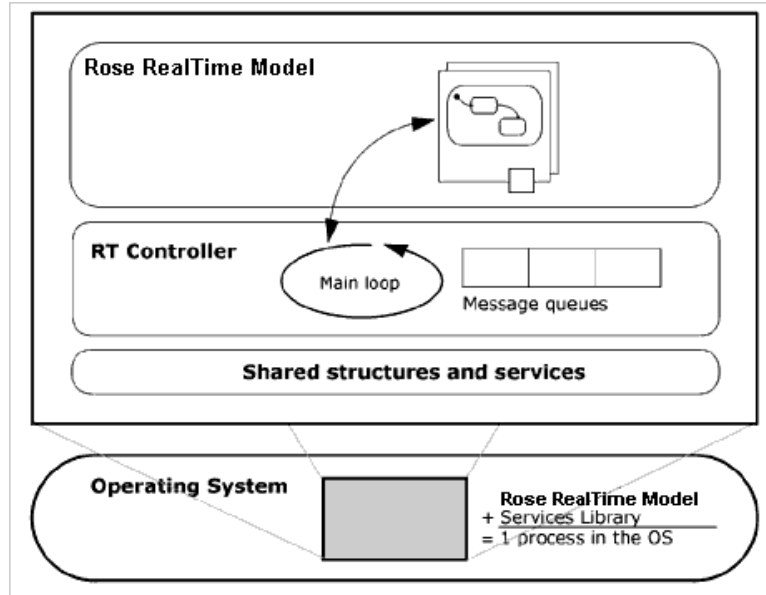 Rose RealTime Model
RT Controller
Main loop
Message queues
Shared structures and services
Operating System
Rose RealTime Model
+ Services Library
= 1 process in the OS